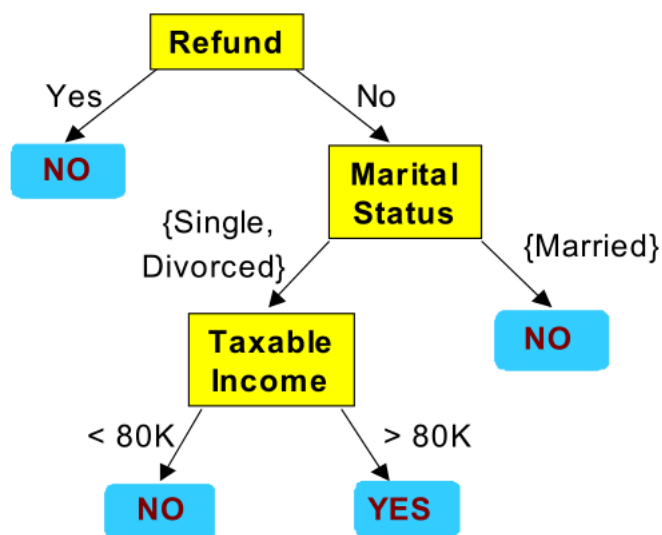 Refund
Yes
No
NO
Marital
Status
{Single,
Divorced}
{Married}
Taxable
Income
NO
< 80K
> 80K
NO
YES